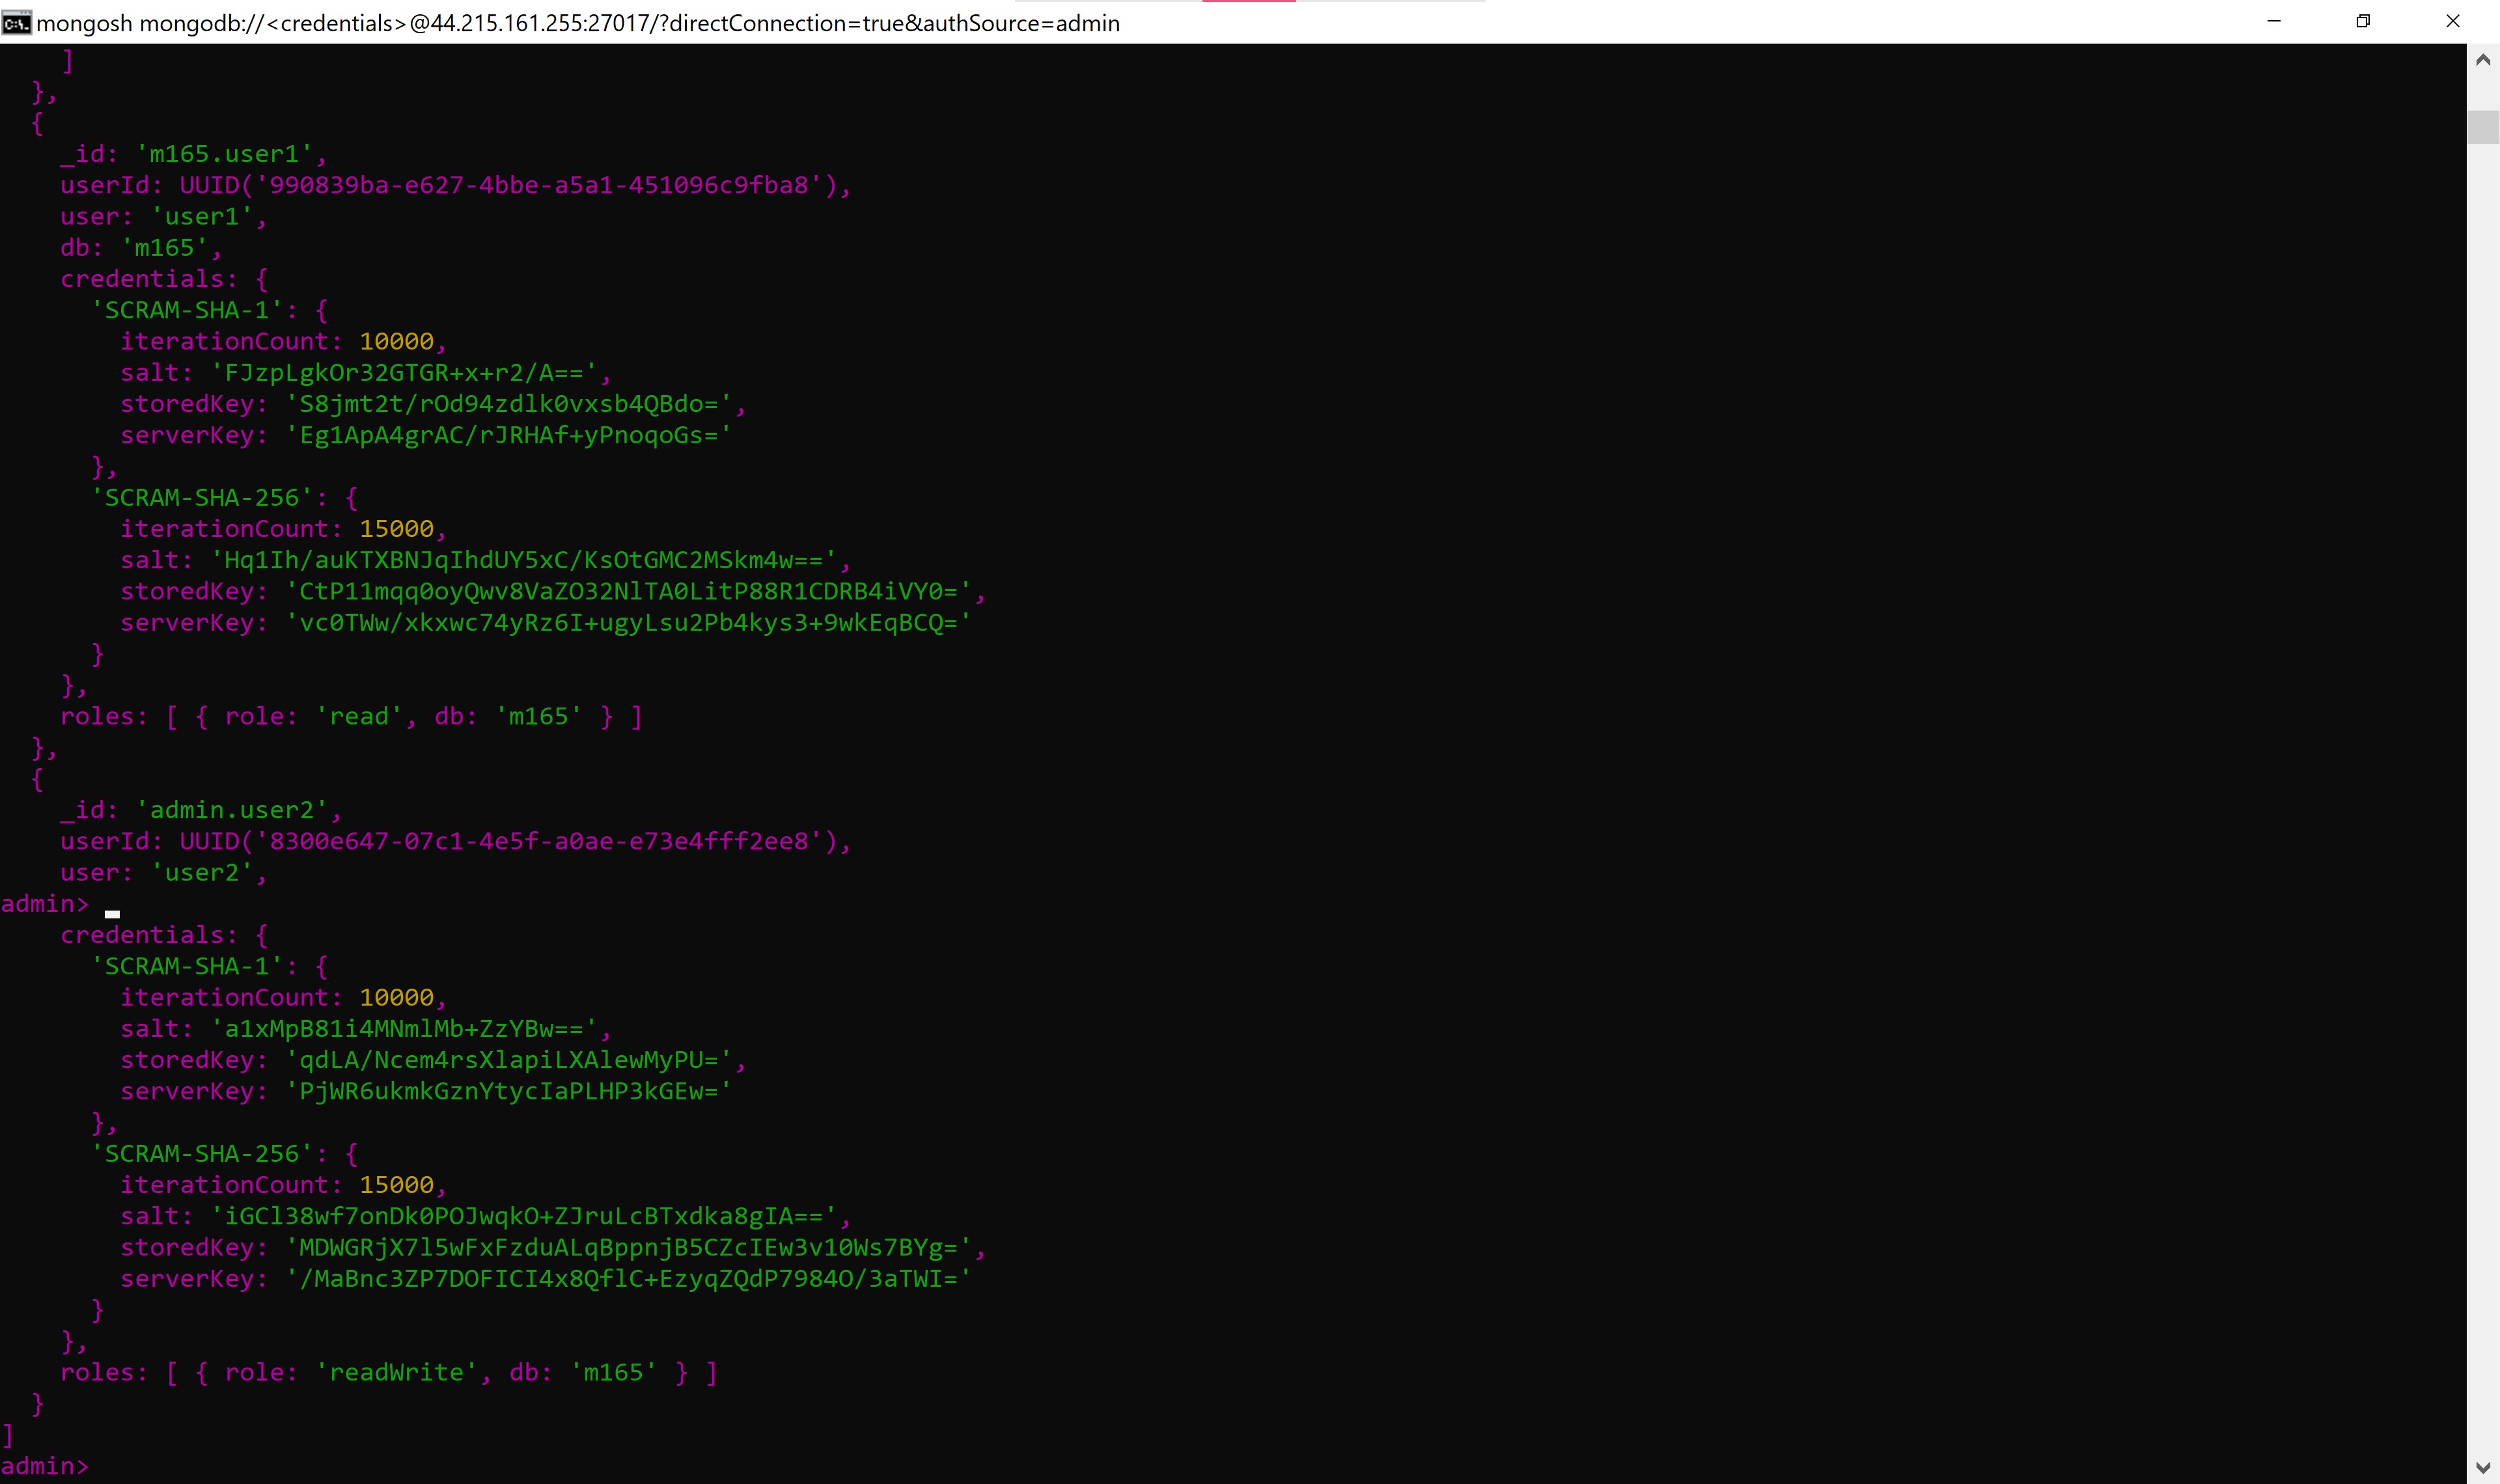 mongosh mongodb://<credentials>@44.215.161.255:27017/?directConnection=true&authSource=admin
    ]
  },
  {
    _id: 'm165.user1',
    userId: UUID('990839ba-e627-4bbe-a5a1-451096c9fba8'),
    user: 'user1',
    db: 'm165',
    credentials: {
      'SCRAM-SHA-1': {
        iterationCount: 10000,
        salt: 'FJzpLgkOr32GTGR+x+r2/A==',
        storedKey: 'S8jmt2t/rOd94zdlk0vxsb4QBdo=',
        serverKey: 'Eg1ApA4grAC/rJRHAf+yPnoqoGs='
      },
      'SCRAM-SHA-256': {
        iterationCount: 15000,
        salt: 'Hq1Ih/auKTXBNJqIhdUY5xC/KsOtGMC2MSkm4w==',
        storedKey: 'CtP11mqq0oyQwv8VaZO32NlTA0LitP88R1CDRB4iVY0=',
        serverKey: 'vc0TWw/xkxwc74yRz6I+ugyLsu2Pb4kys3+9wkEqBCQ='
      }
    },
    roles: [ { role: 'read', db: 'm165' } ]
  },
  {
    _id: 'admin.user2',
    userId: UUID('8300e647-07c1-4e5f-a0ae-e73e4fff2ee8'),
    user: 'user2',
admin>
    credentials: {
      'SCRAM-SHA-1': {
        iterationCount: 10000,
        salt: 'a1xMpB81i4MNmlMb+ZzYBw==',
        storedKey: 'qdLA/Ncem4rsXlapiLXAlewMyPU=',
        serverKey: 'PjWR6ukmkGznYtycIaPLHP3kGEw='
      },
      'SCRAM-SHA-256': {
        iterationCount: 15000,
        salt: 'iGCl38wf7onDk0POJwqkO+ZJruLcBTxdka8gIA==',
        storedKey: 'MDWGRjX7l5wFxFzduALqBppnjB5CZcIEw3v10Ws7BYg=',
        serverKey: '/MaBnc3ZP7DOFICI4x8QflC+EzyqZQdP7984O/3aTWI='
      }
    },
    roles: [ { role: 'readWrite', db: 'm165' } ]
  }
]
admin>